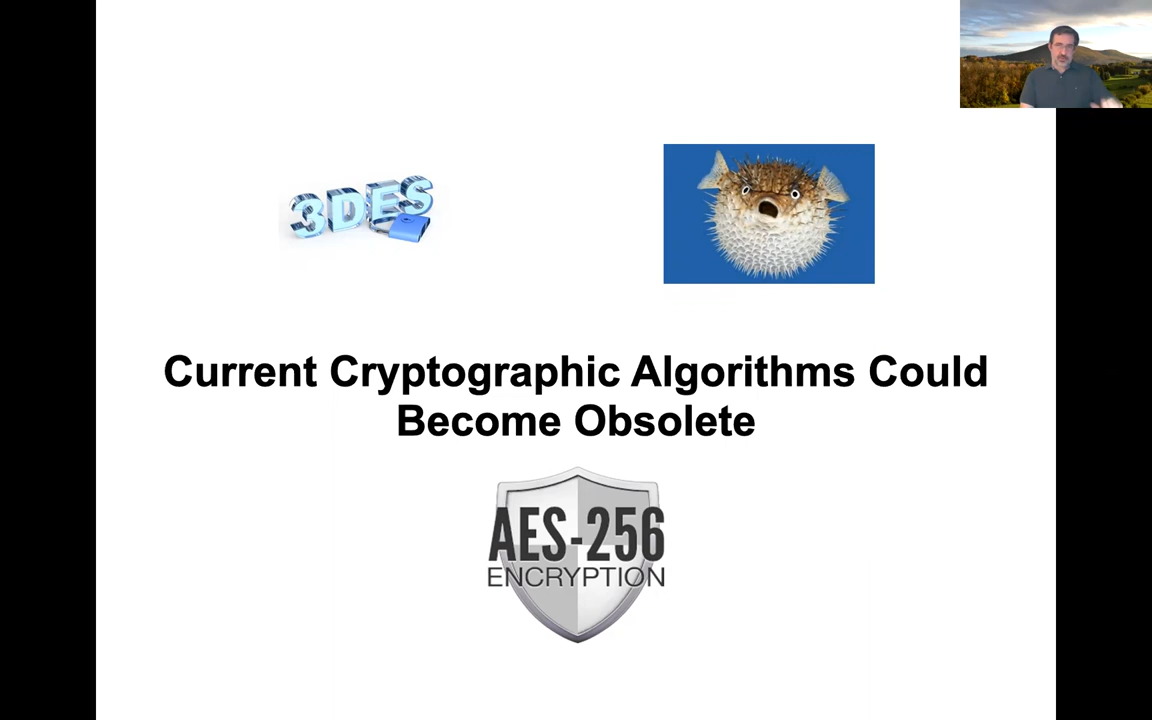 3DES
Current Cryptographic Algorithms Could
Become Obsolete
AES-256
ENCRYPTION